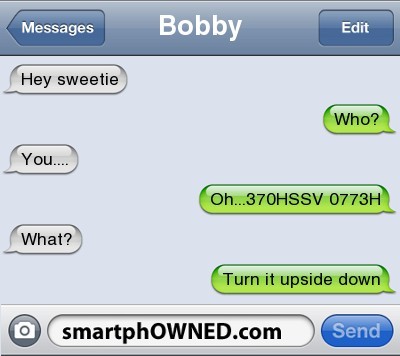 Messages
Bobby
Edit
Hey sweetie
Who?
You....
Oh...370HSSV 0773H
What?
Turn it upside down
smartphOWNED.com
Send